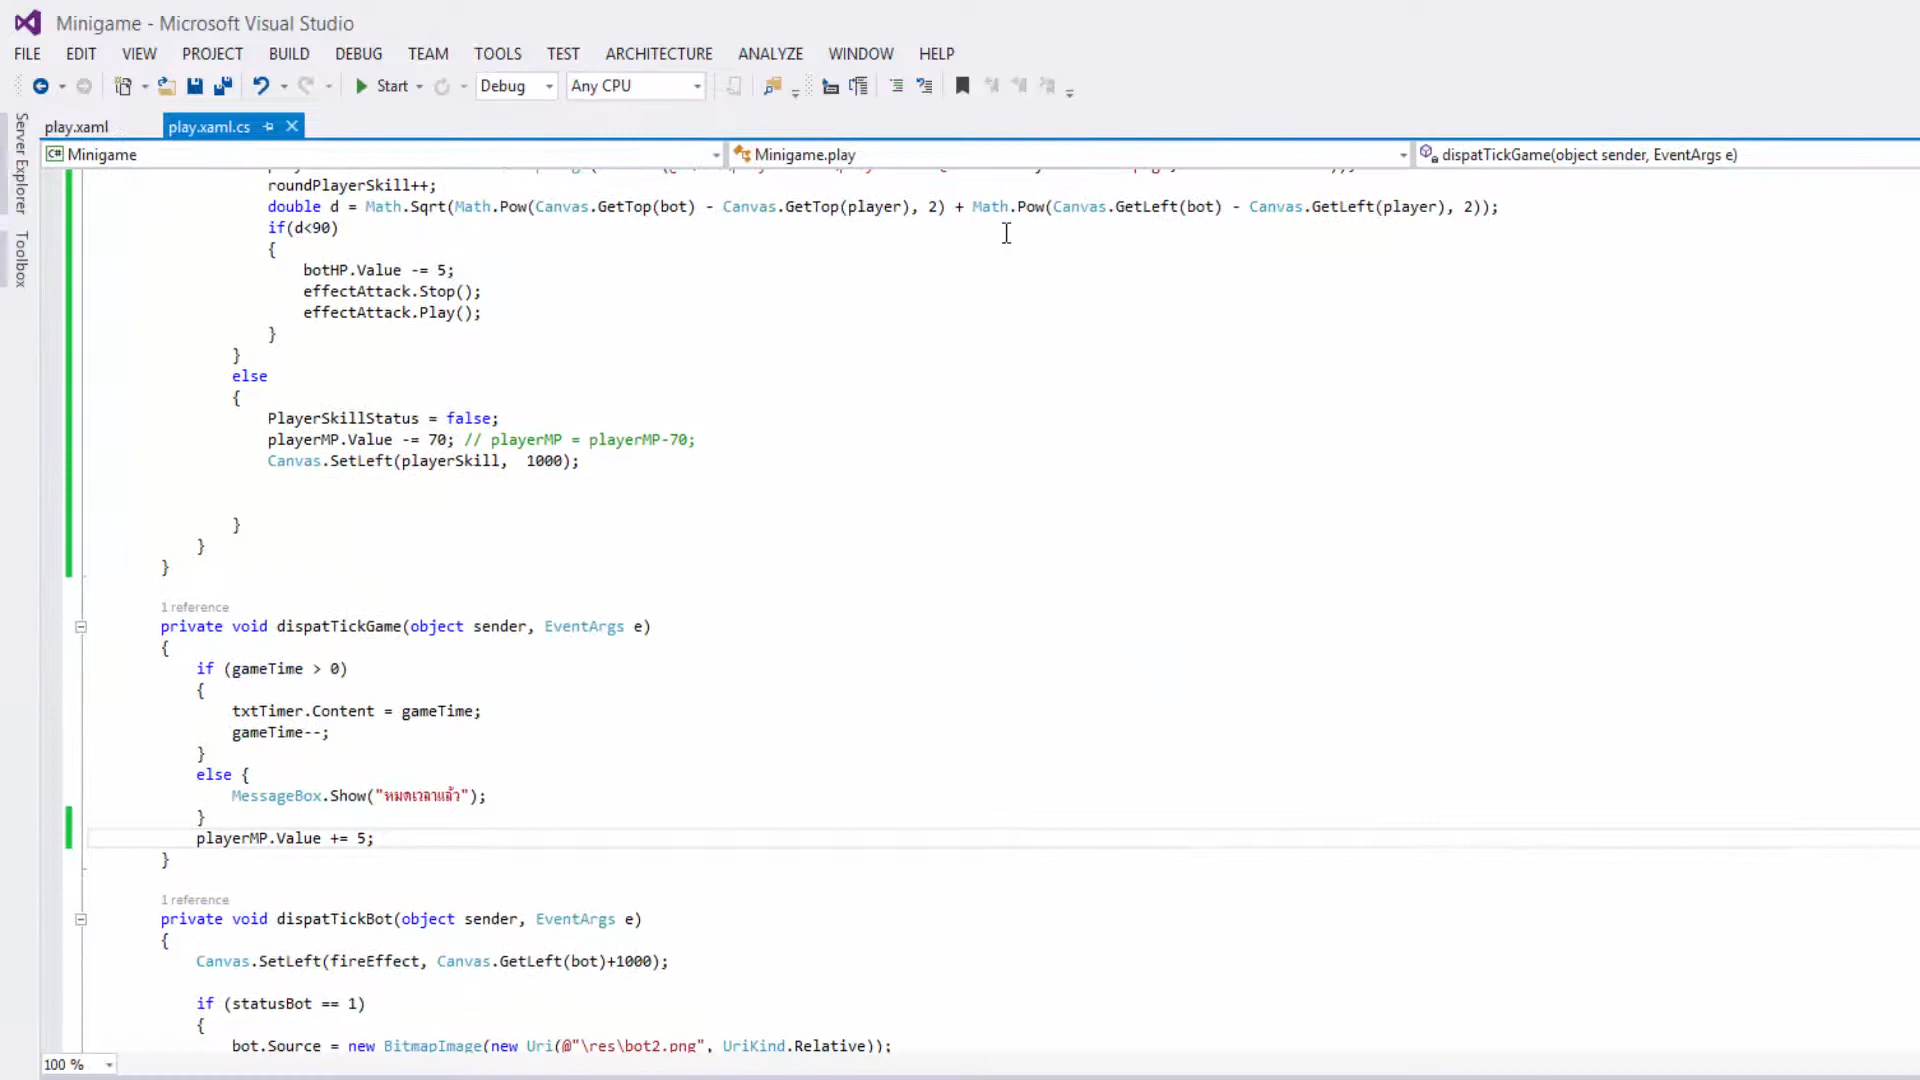 Minigame - Microsoft Visual Studio
FILE EDIT VIEW PROJECT BUILD DEBUG TEAM TOOLS TEST ARCHITECTURE ANALYZE WINDOW HELP
Start Debug Any CPU
Server Explorer
Toolbox
play.xaml play.xaml.cs
C# Minigame Minigame.play dispatTickGame(object sender, EventArgs e)
roundPlayerSkill++;
double d = Math.Sqrt(Math.Pow(Canvas.GetTop(bot) - Canvas.GetTop(player), 2) + Math.Pow(Canvas.GetLeft(bot) - Canvas.GetLeft(player), 2));
if(d<90)
{
botHP.Value -= 5;
effectAttack.Stop();
effectAttack.Play();
}
}
else
{
PlayerSkillStatus = false;
playerMP.Value -= 70; // playerMP = playerMP-70;
Canvas.SetLeft(playerSkill,  1000);
}
}
}
1 reference
private void dispatTickGame(object sender, EventArgs e)
{
if (gameTime > 0)
{
txtTimer.Content = gameTime;
gameTime--;
}
else {
MessageBox.Show("หมดเวลาแล้ว");
}
playerMP.Value += 5;
}
1 reference
private void dispatTickBot(object sender, EventArgs e)
{
Canvas.SetLeft(fireEffect, Canvas.GetLeft(bot)+1000);
if (statusBot == 1)
{
bot.Source = new BitmapImage(new Uri(@"\res\bot2.png", UriKind.Relative));
100 %